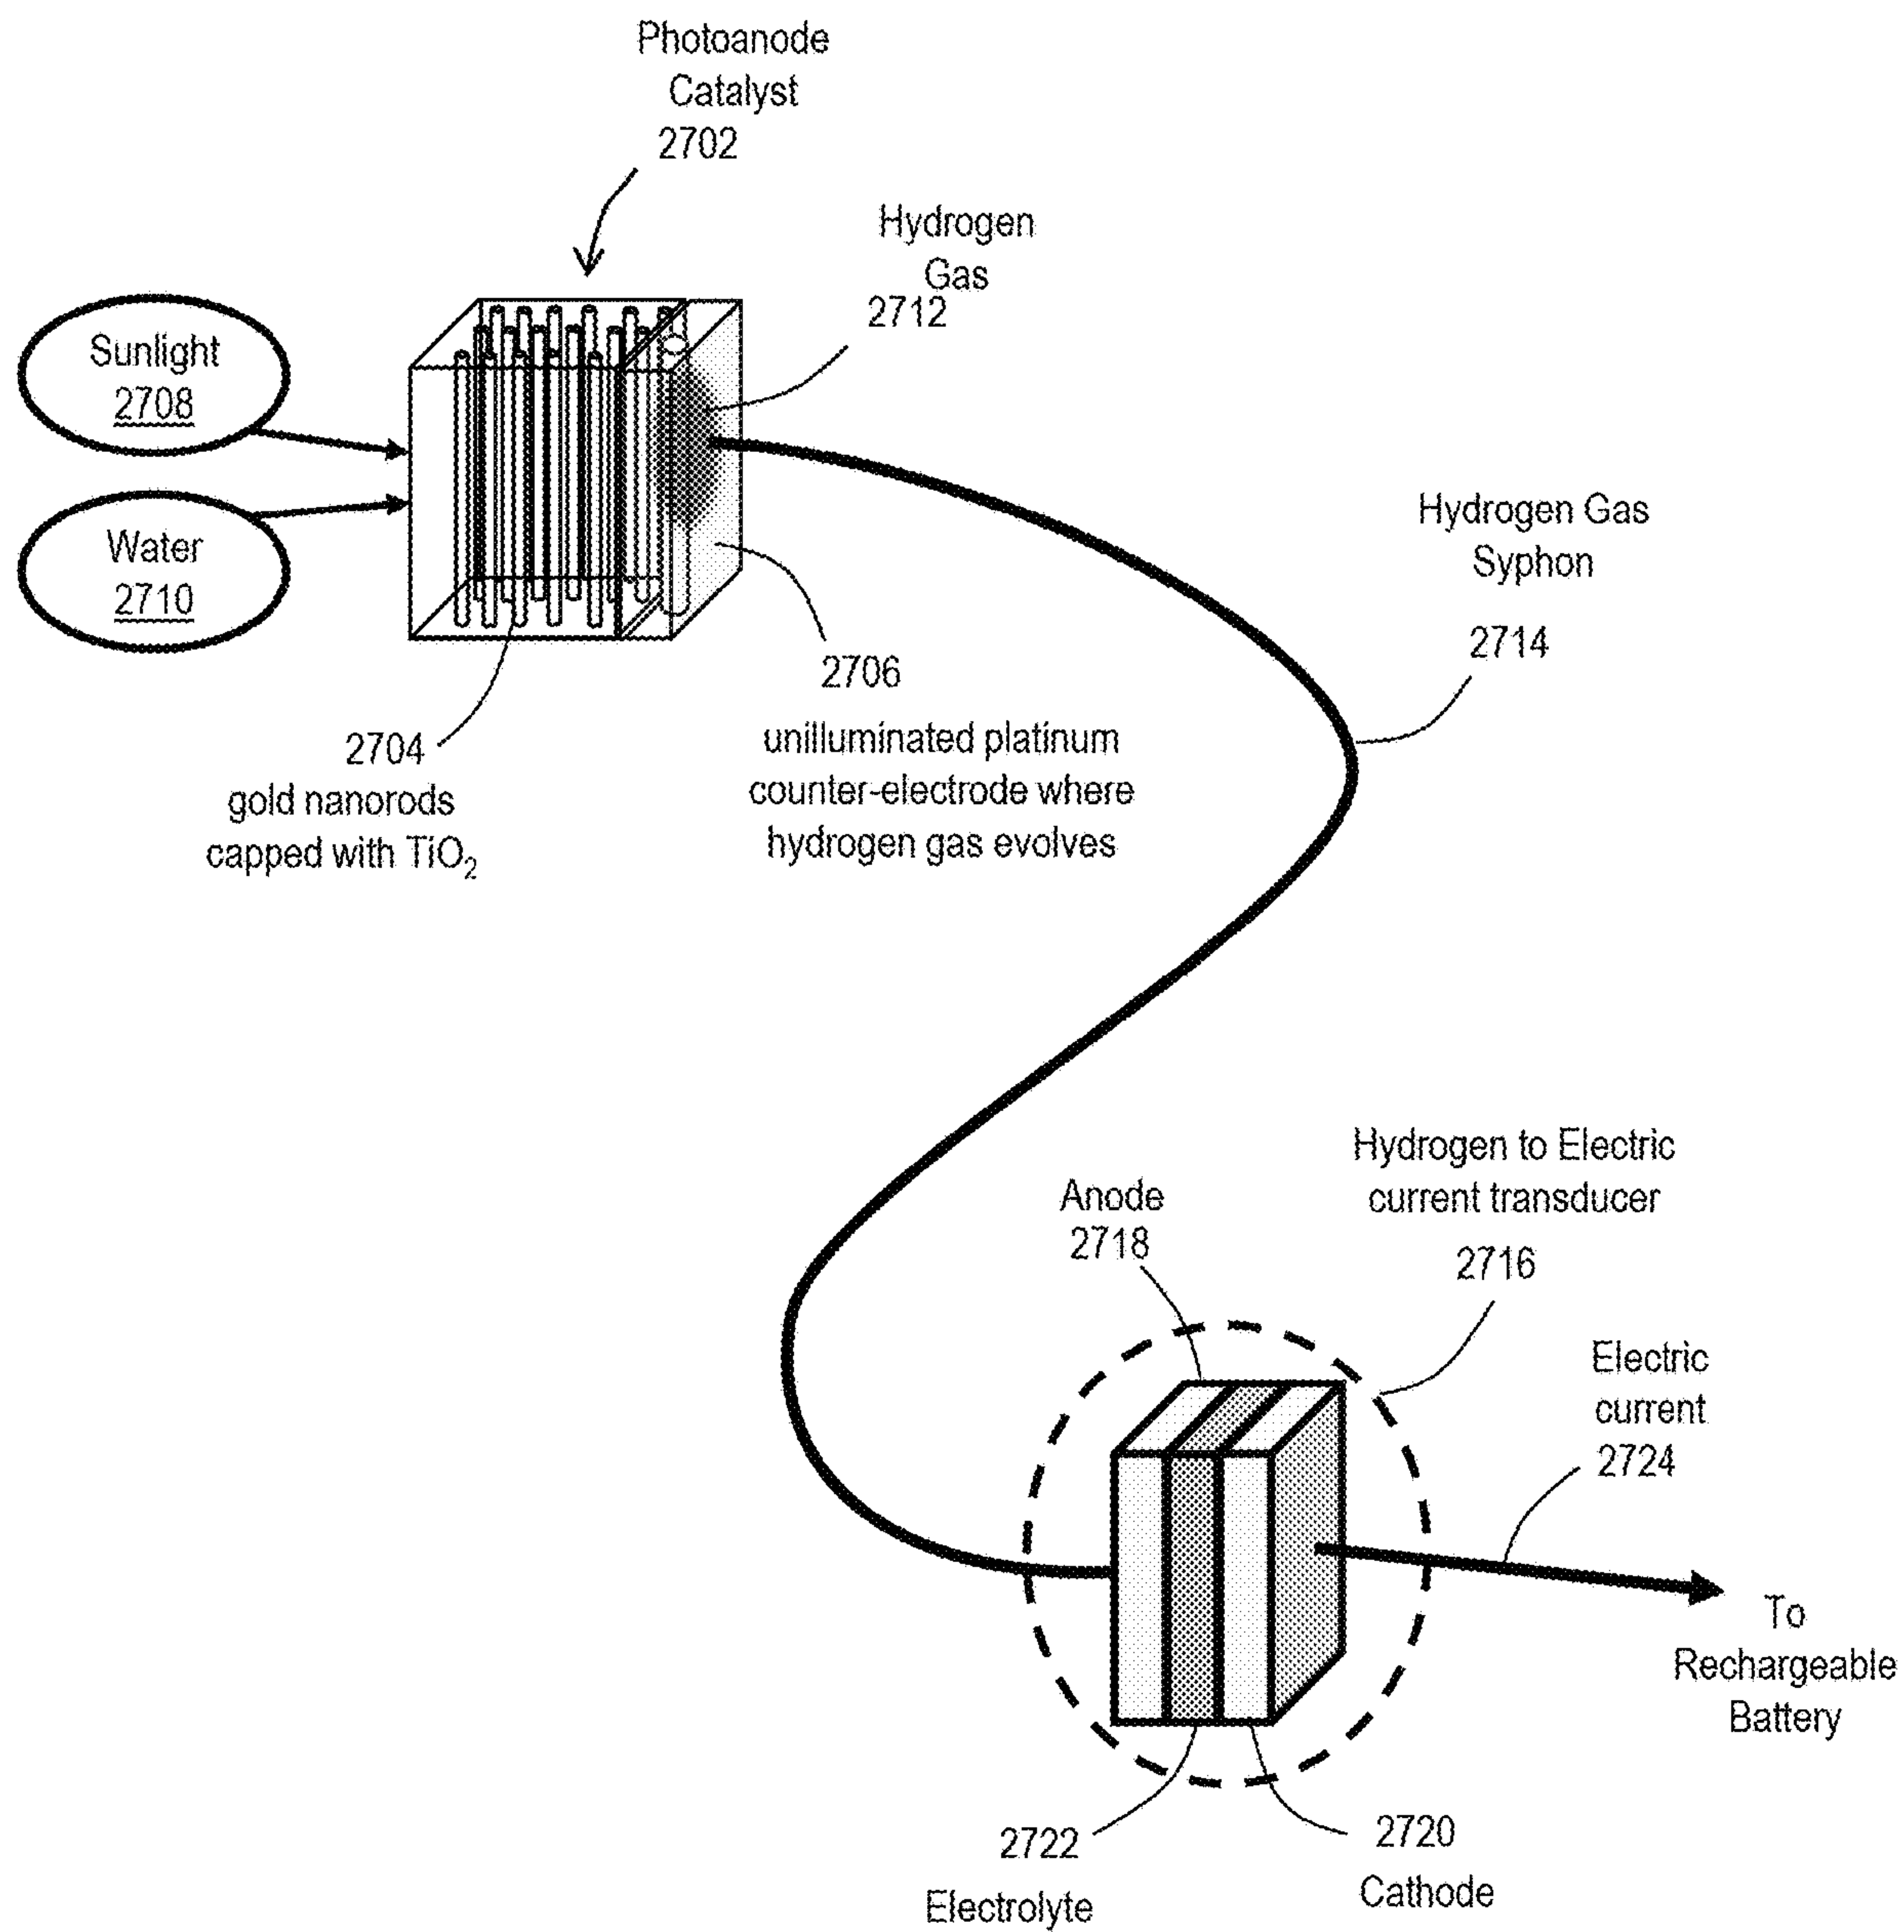 Photoanode
Catalyst
2702
Hydrogen
Gas
2712
Sunlight
2708
Water
2710
Hydrogen Gas
Syphon
2714
2706
unilluminated platinum
counter-electrode where
hydrogen gas evolves
2704
gold nanorods
capped with TiO₂
Hydrogen to Electric
current transducer
2716
Anode
2718
Electric
current
2724
To
Rechargeable
Battery
2722
Electrolyte
2720
Cathode